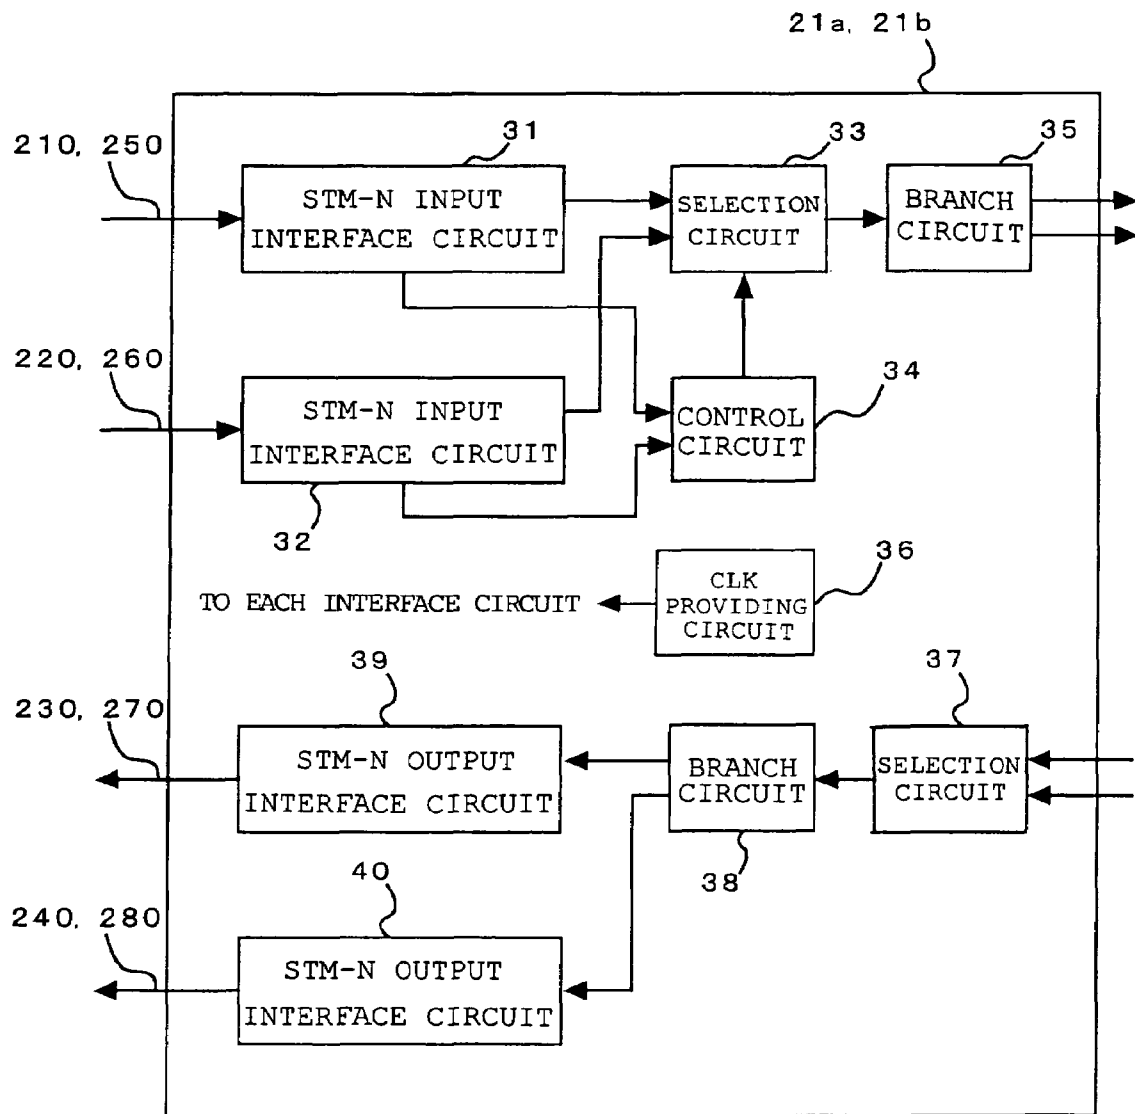 21a, 21b
210, 250
31
33
35
STM-N INPUT
INTERFACE CIRCUIT
SELECTION
CIRCUIT
BRANCH
CIRCUIT
220, 260
34
STM-N INPUT
INTERFACE CIRCUIT
CONTROL
CIRCUIT
32
36
TO EACH INTERFACE CIRCUIT
CLK
PROVIDING
CIRCUIT
39
37
230, 270
STM-N OUTPUT
INTERFACE CIRCUIT
BRANCH
CIRCUIT
SELECTION
CIRCUIT
38
40
240, 280
STM-N OUTPUT
INTERFACE CIRCUIT